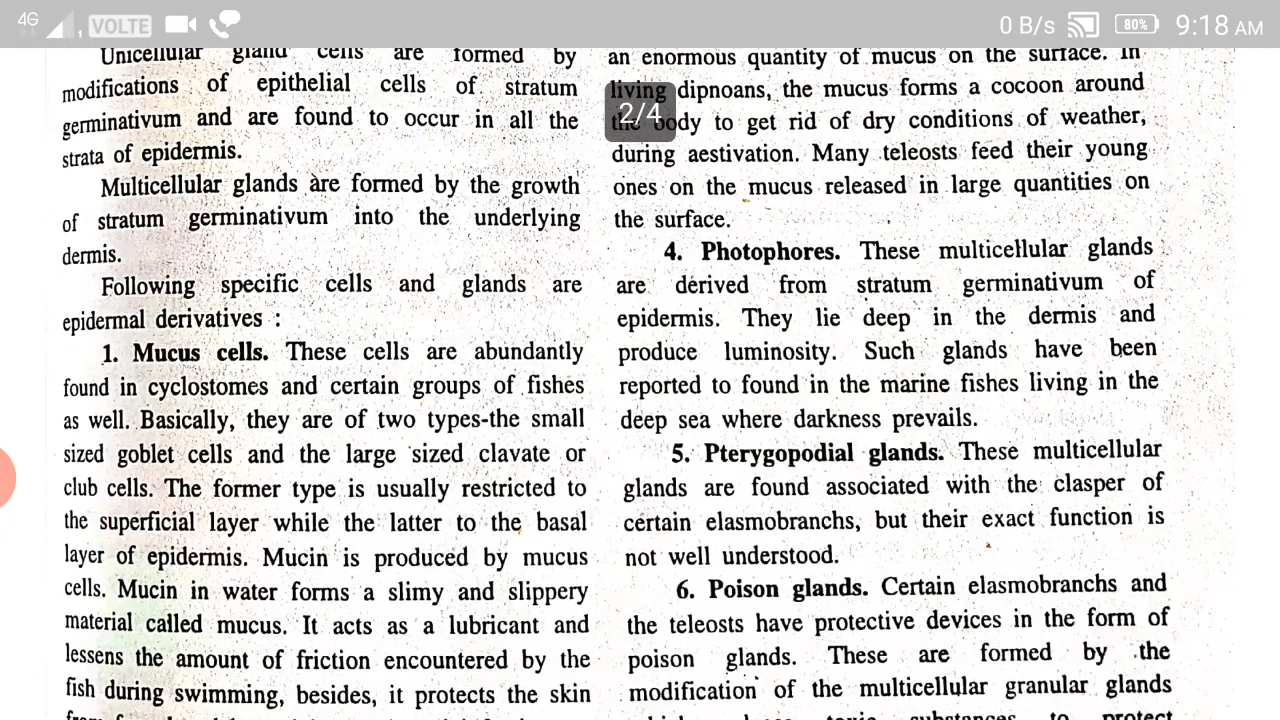 4G VOLTE 0 B/s 80% 9:18 AM
Unicellular gland cells are formed by
modifications of epithelial cells of stratum
germinativum and are found to occur in all the
strata of epidermis.
Multicellular glands are formed by the growth
of stratum germinativum into the underlying
dermis.
Following specific cells and glands are
epidermal derivatives :
1. Mucus cells. These cells are abundantly
found in cyclostomes and certain groups of fishes
as well. Basically, they are of two types-the small
sized goblet cells and the large sized clavate or
club cells. The former type is usually restricted to
the superficial layer while the latter to the basal
layer of epidermis. Mucin is produced by mucus
cells. Mucin in water forms a slimy and slippery
material called mucus. It acts as a lubricant and
lessens the amount of friction encountered by the
fish during swimming, besides, it protects the skin
an enormous quantity of mucus on the surface. In
living dipnoans, the mucus forms a cocoon around
2/4
the body to get rid of dry conditions of weather,
during aestivation. Many teleosts feed their young
ones on the mucus released in large quantities on
the surface.
4. Photophores. These multicellular glands
are derived from stratum germinativum of
epidermis. They lie deep in the dermis and
produce luminosity. Such glands have been
reported to found in the marine fishes living in the
deep sea where darkness prevails.
5. Pterygopodial glands. These multicellular
glands are found associated with the clasper of
certain elasmobranchs, but their exact function is
not well understood.
6. Poison glands. Certain elasmobranchs and
the teleosts have protective devices in the form of
poison glands. These are formed by the
modification of the multicellular granular glands
substances to protect